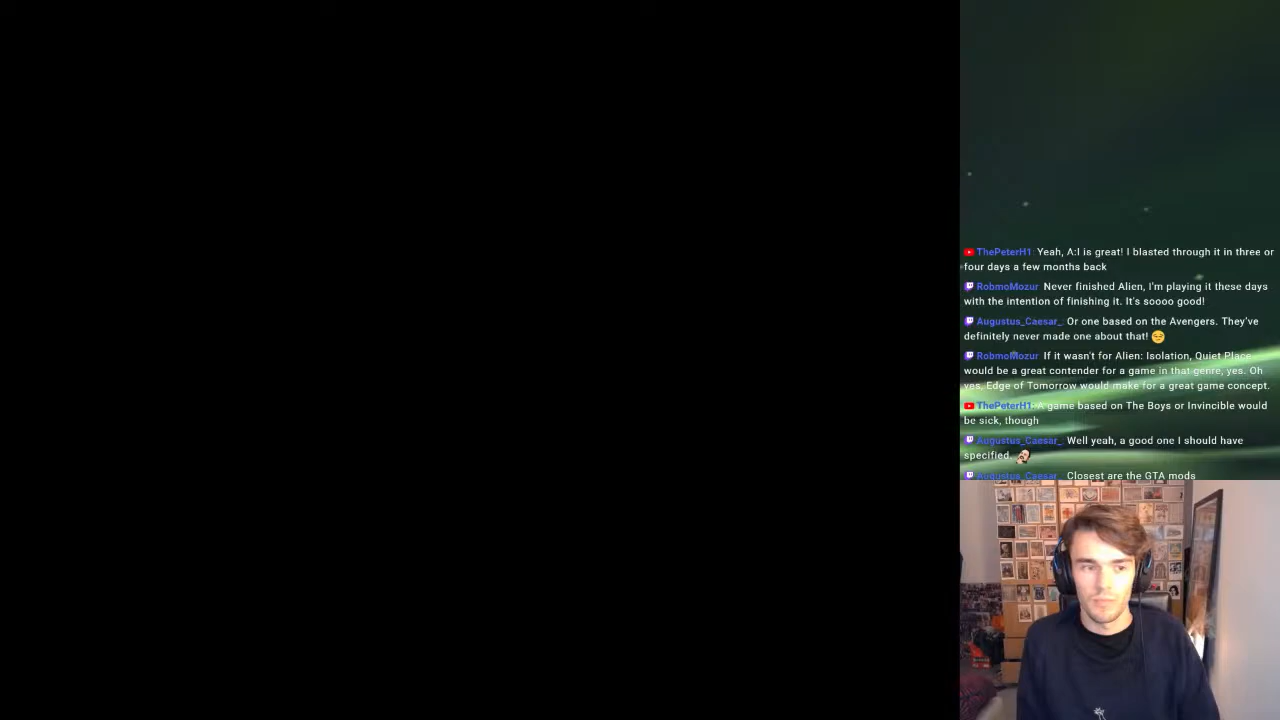 ThePeterH1: Yeah, A:I is great! I blasted through it in three or
four days a few months back
RobmoMozur Never finished Alien, I'm playing it these days
with the intention of finishing it. It's soooo good!
Augustus_Caesar_ Or one based on the Avengers. They've
definitely never made one about that!
RobmoMozur If it wasn't for Alien: Isolation, Quiet Place
would be a great contender for a game in that genre, yes. Oh
yes, Edge of Tomorrow would make for a great game concept.
ThePeterH1: A game based on The Boys or Invincible would
be sick, though
Augustus_Caesar_ Well yeah, a good one I should have
specified.
Augustus_Caesar_ Closest are the GTA mods